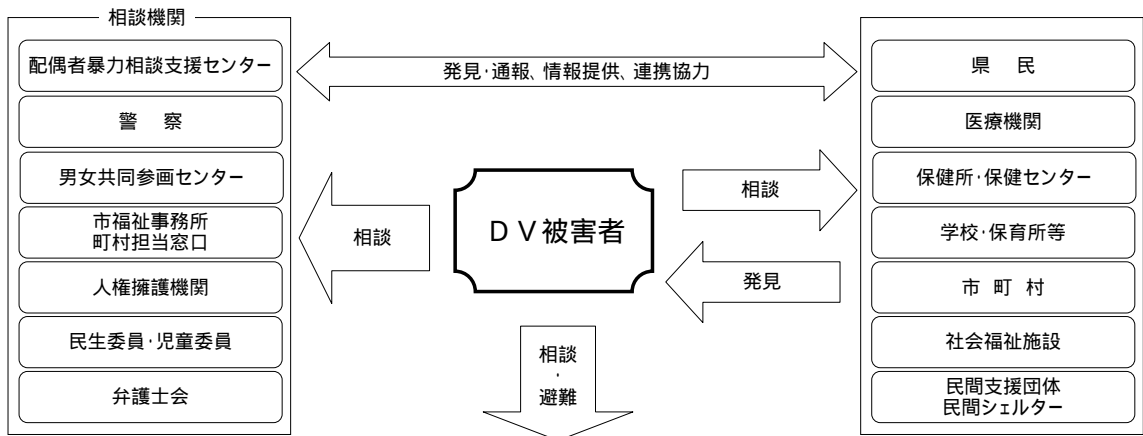 相談機関
配偶者暴力相談支援センター
警 察
男女共同参画センター
市福祉事務所
町村担当窓口
人権擁護機関
民生委員・児童委員
弁護士会
発見・通報、情報提供、連携協力
相談
DV被害者
相談
発見
相談
・
避難
県 民
医療機関
保健所・保健センター
学校・保育所等
市 町 村
社会福祉施設
民間支援団体
民間シェルター